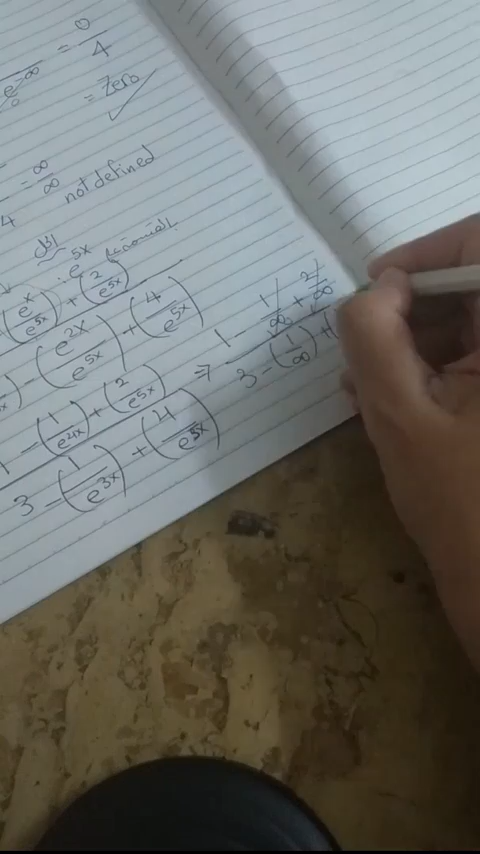 e^-∞ = 0/4
= Zero ✓
4 = ∞/∞ not defined
e^5x
(e^x/e^5x) + (2/e^5x)
- (e^2x/e^5x) + (4/e^5x)
1 - (1/e^4x) + (2/e^5x) ⇒ 1 - 1/∞ + 2/∞
3 - (1/e^3x) + (4/e^5x) 3 - (1/∞) +